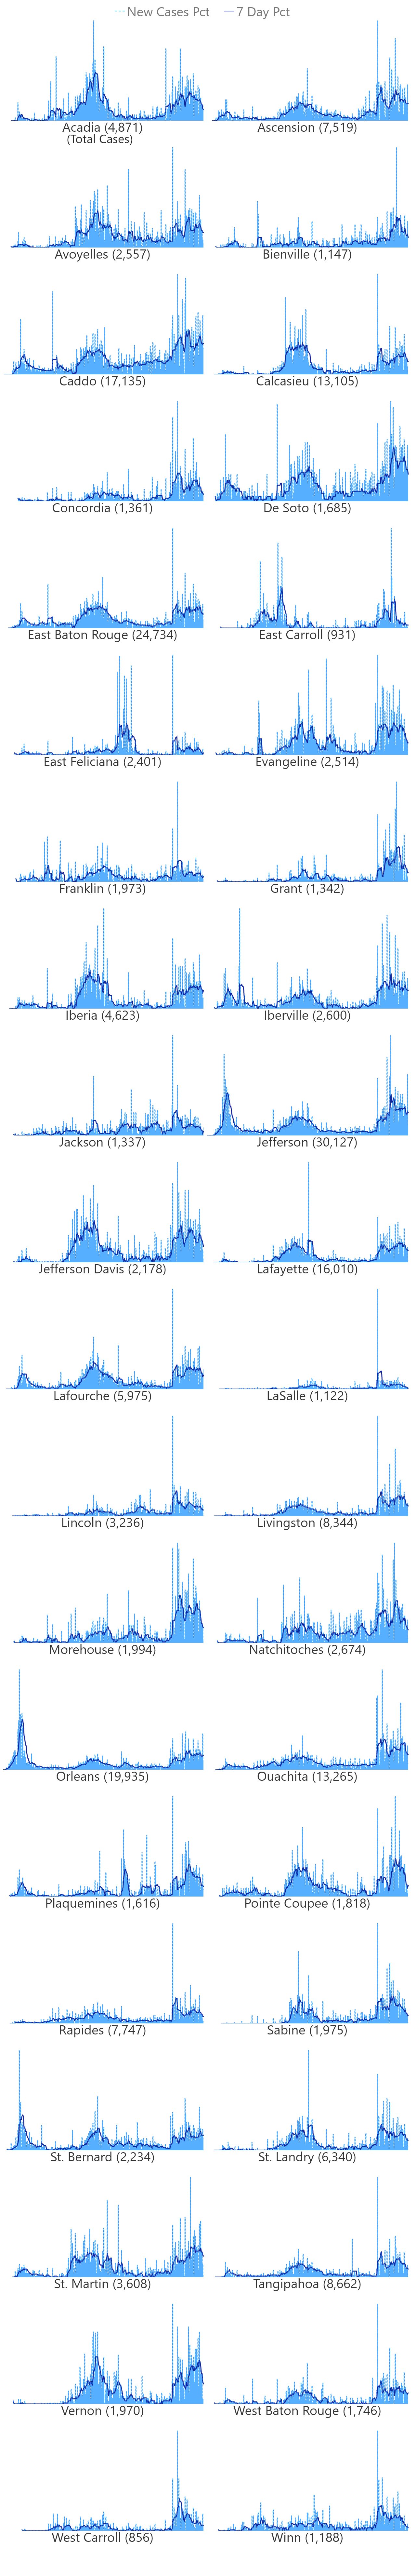 New Cases Pct 7 Day Pct
Acadia (4,871) Ascension (7,519)
(Total Cases)
Avoyelles (2,557) Bienville (1,147)
Caddo (17,135) Calcasieu (13,105)
Concordia (1,361) De Soto (1,685)
East Baton Rouge (24,734) East Carroll (931)
East Feliciana (2,401) Evangeline (2,514)
Franklin (1,973) Grant (1,342)
Iberia (4,623) Iberville (2,600)
Jackson (1,337) Jefferson (30,127)
Jefferson Davis (2,178) Lafayette (16,010)
Lafourche (5,975) LaSalle (1,122)
Lincoln (3,236) Livingston (8,344)
Morehouse (1,994) Natchitoches (2,674)
Orleans (19,935) Ouachita (13,265)
Plaquemines (1,616) Pointe Coupee (1,818)
Rapides (7,747) Sabine (1,975)
St. Bernard (2,234) St. Landry (6,340)
St. Martin (3,608) Tangipahoa (8,662)
Vernon (1,970) West Baton Rouge (1,746)
West Carroll (856) Winn (1,188)